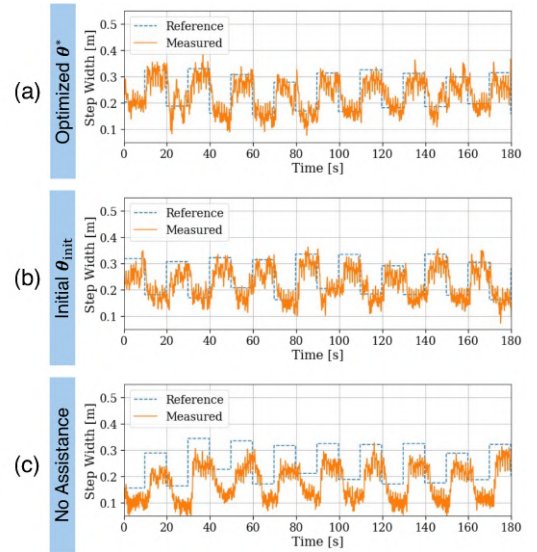 (a)
Optimized θ*
Step Width [m]
0.5
0.4
0.3
0.2
0.1
Reference
Measured
0 20 40 60 80 100 120 140 160 180
Time [s]
(b)
Initial θinit
Step Width [m]
0.5
0.4
0.3
0.2
0.1
Reference
Measured
0 20 40 60 80 100 120 140 160 180
Time [s]
(c)
No Assistance
Step Width [m]
0.5
0.4
0.3
0.2
0.1
Reference
Measured
0 20 40 60 80 100 120 140 160 180
Time [s]